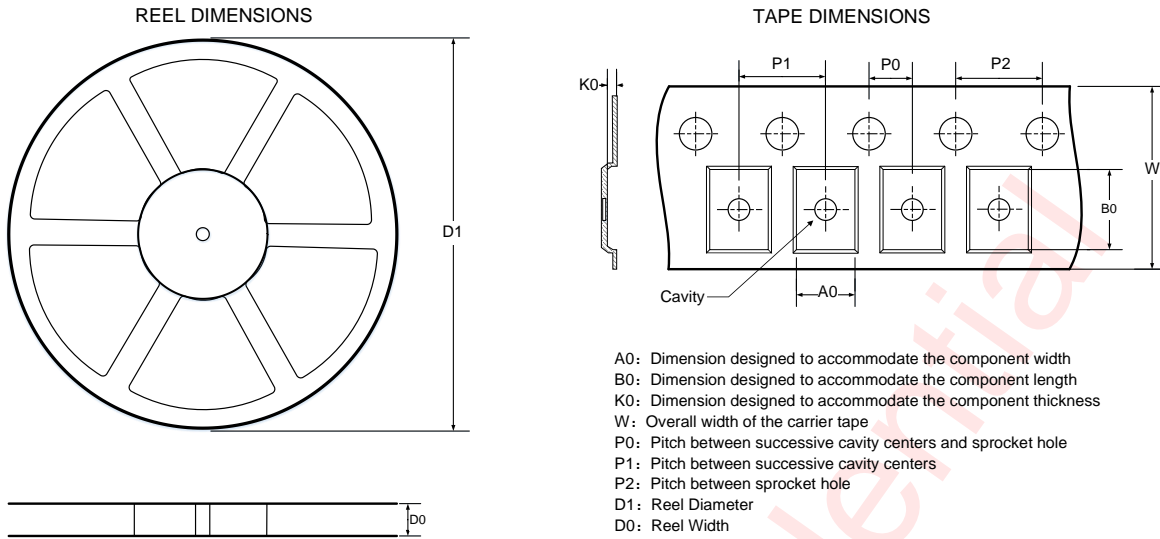 REEL DIMENSIONS
TAPE DIMENSIONS
D1
D0
K0
P1
P0
P2
W
B0
A0
Cavity
A0：Dimension designed to accommodate the component width
B0：Dimension designed to accommodate the component length
K0：Dimension designed to accommodate the component thickness
W：Overall width of the carrier tape
P0：Pitch between successive cavity centers and sprocket hole
P1：Pitch between successive cavity centers
P2：Pitch between sprocket hole
D1：Reel Diameter
D0：Reel Width
dential